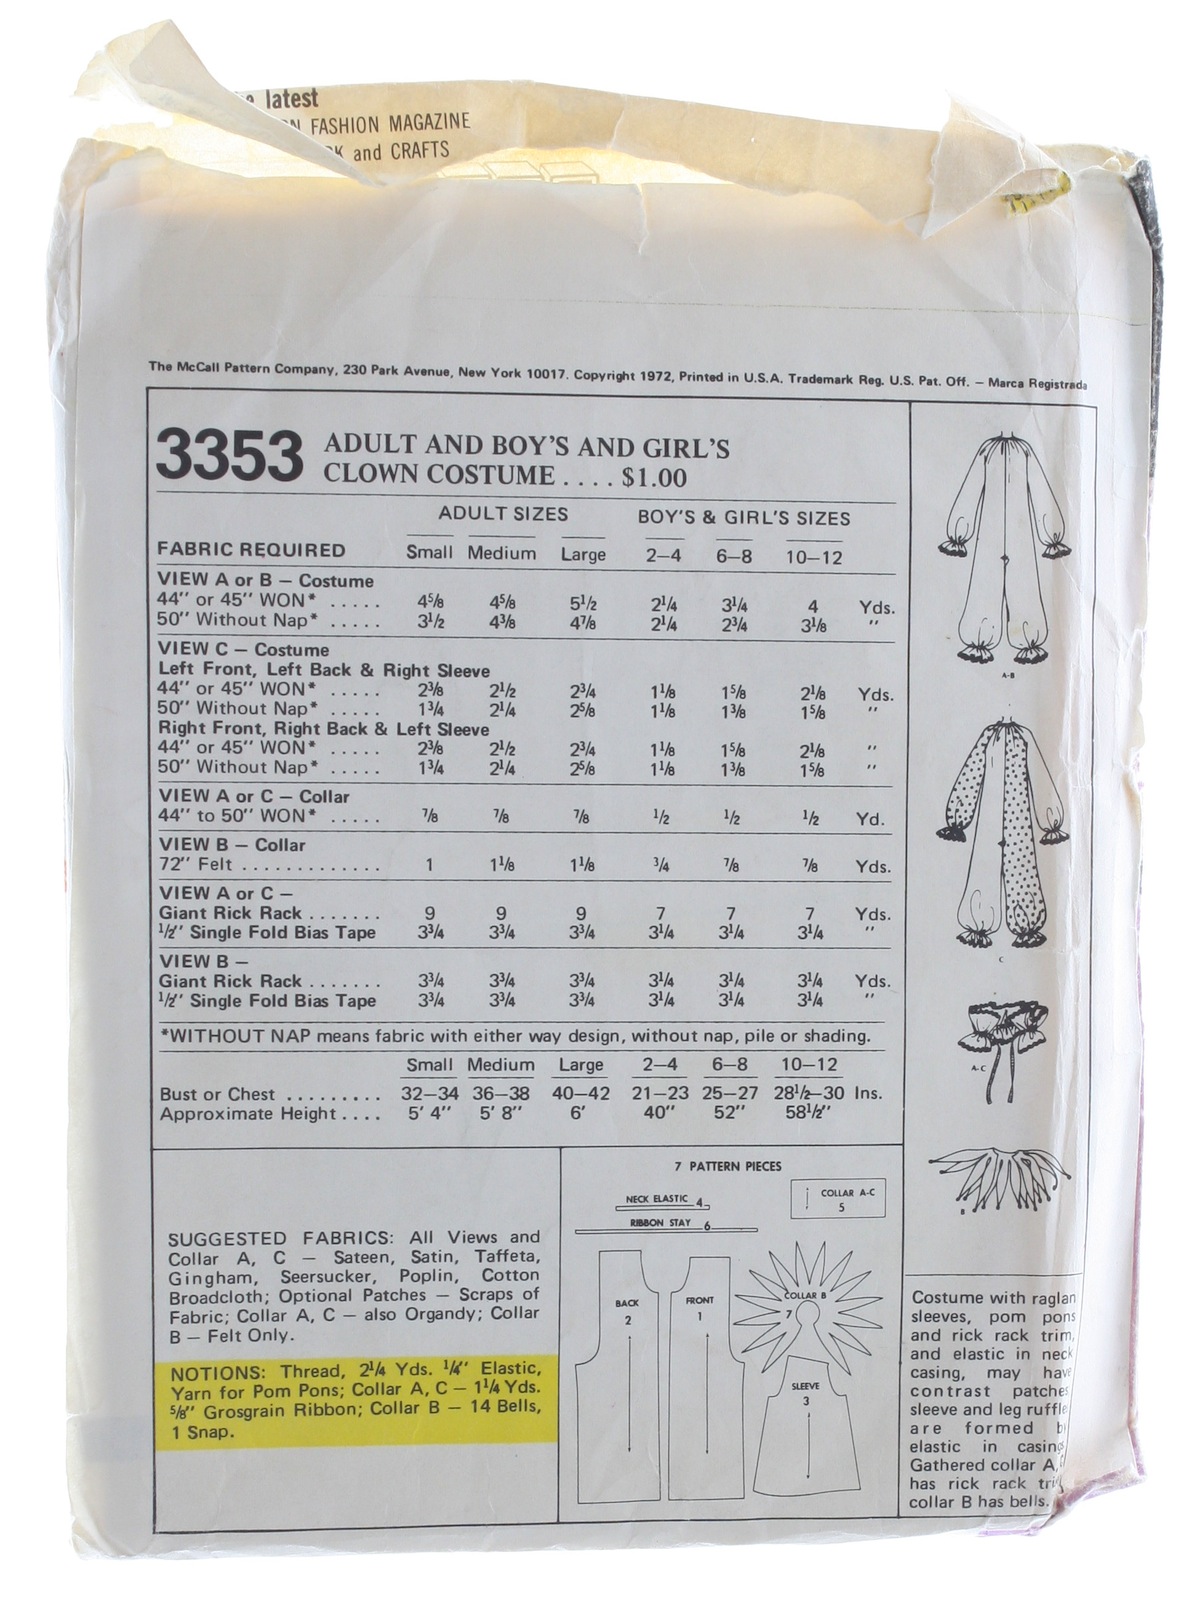 latest
FASHION MAGAZINE
and CRAFTS
The McCall Pattern Company, 230 Park Avenue, New York 10017. Copyright 1972, Printed in U.S.A. Trademark Reg. U.S. Pat. Off. — Marca Registrada
3353 ADULT AND BOY'S AND GIRL'S
CLOWN COSTUME .... $1.00
ADULT SIZES BOY'S & GIRL'S SIZES
FABRIC REQUIRED Small Medium Large 2–4 6–8 10–12
VIEW A or B – Costume
44" or 45" WON* ..... 4⅝ 4⅝ 5½ 2¼ 3¼ 4 Yds.
50" Without Nap* ..... 3½ 4⅜ 4⅞ 2¼ 2¾ 3⅛ "
VIEW C – Costume
Left Front, Left Back & Right Sleeve
44" or 45" WON* ..... 2⅜ 2½ 2¾ 1⅛ 1⅝ 2⅛ Yds.
50" Without Nap* ..... 1¾ 2¼ 2⅝ 1⅛ 1⅜ 1⅝ "
Right Front, Right Back & Left Sleeve
44" or 45" WON* ..... 2⅜ 2½ 2¾ 1⅛ 1⅝ 2⅛ "
50" Without Nap* ..... 1¾ 2¼ 2⅝ 1⅛ 1⅜ 1⅝ "
VIEW A or C – Collar
44" to 50" WON* ..... ⅞ ⅞ ⅞ ½ ½ ½ Yd.
VIEW B – Collar
72" Felt ............. 1 1⅛ 1⅛ ¾ ⅞ ⅞ Yds.
VIEW A or C –
Giant Rick Rack ....... 9 9 9 7 7 7 Yds.
½" Single Fold Bias Tape 3¾ 3¾ 3¾ 3¼ 3¼ 3¼ "
VIEW B –
Giant Rick Rack ....... 3¾ 3¾ 3¾ 3¼ 3¼ 3¼ Yds.
½" Single Fold Bias Tape 3¾ 3¾ 3¾ 3¼ 3¼ 3¼ "
*WITHOUT NAP means fabric with either way design, without nap, pile or shading.
Small Medium Large 2–4 6–8 10–12
Bust or Chest ......... 32–34 36–38 40–42 21–23 25–27 28½–30 Ins.
Approximate Height .... 5' 4" 5' 8" 6' 40" 52" 58½"
SUGGESTED FABRICS: All Views and
Collar A, C – Sateen, Satin, Taffeta,
Gingham, Seersucker, Poplin, Cotton
Broadcloth; Optional Patches – Scraps of
Fabric; Collar A, C – also Organdy; Collar
B – Felt Only.
NOTIONS: Thread, 2¼ Yds. ¼" Elastic,
Yarn for Pom Pons; Collar A, C – 1¼ Yds.
⅝" Grosgrain Ribbon; Collar B – 14 Bells,
1 Snap.
7 PATTERN PIECES
NECK ELASTIC 4
RIBBON STAY 6
COLLAR A-C
5
BACK
2
FRONT
1
COLLAR B
7
SLEEVE
3
A-B
C
A-C
B
Costume with raglan
sleeves, pom pons
and rick rack trim,
and elastic in neck
casing, may have
contrast patches
sleeve and leg ruffle
are formed
elastic in casing
Gathered collar A,
has rick rack
collar B has bells.